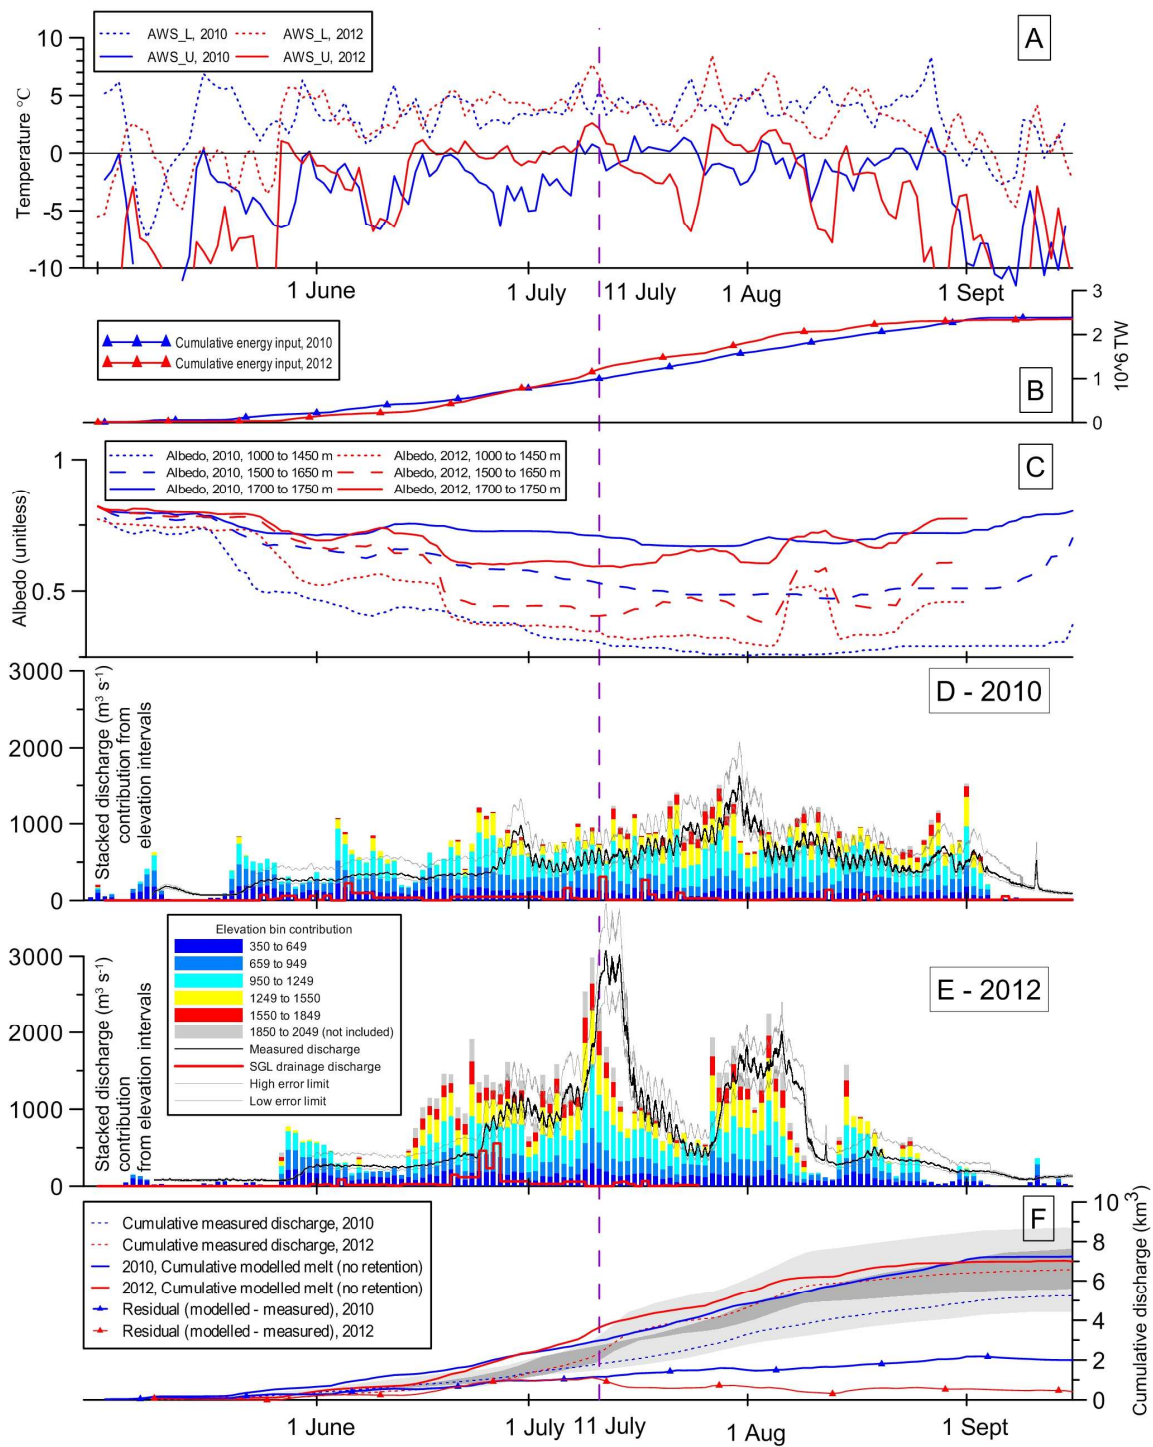 A
AWS_L, 2010 AWS_L, 2012
AWS_U, 2010 AWS_U, 2012
Temperature °C
10
5
0
-5
-10
1 June 1 July 11 July 1 Aug 1 Sept
B
Cumulative energy input, 2010
Cumulative energy input, 2012
10^6 TW
3
2
1
0
C
Albedo, 2010, 1000 to 1450 m Albedo, 2012, 1000 to 1450 m
Albedo, 2010, 1500 to 1650 m Albedo, 2012, 1500 to 1650 m
Albedo, 2010, 1700 to 1750 m Albedo, 2012, 1700 to 1750 m
Albedo (unitless)
1
0.5
D - 2010
Stacked discharge (m³ s⁻¹)
contribution from
elevation intervals
3000
2000
1000
0
E - 2012
Stacked discharge (m³ s⁻¹)
contribution
from elevation intervals
3000
2000
1000
0
Elevation bin contribution
350 to 649
659 to 949
950 to 1249
1249 to 1550
1550 to 1849
1850 to 2049 (not included)
Measured discharge
SGL drainage discharge
High error limit
Low error limit
F
Cumulative measured discharge, 2010
Cumulative measured discharge, 2012
2010, Cumulative modelled melt (no retention)
2012, Cumulative modelled melt (no retention)
Residual (modelled - measured), 2010
Residual (modelled - measured), 2012
Cumulative discharge (km³)
10
8
6
4
2
0
1 June 1 July 11 July 1 Aug 1 Sept